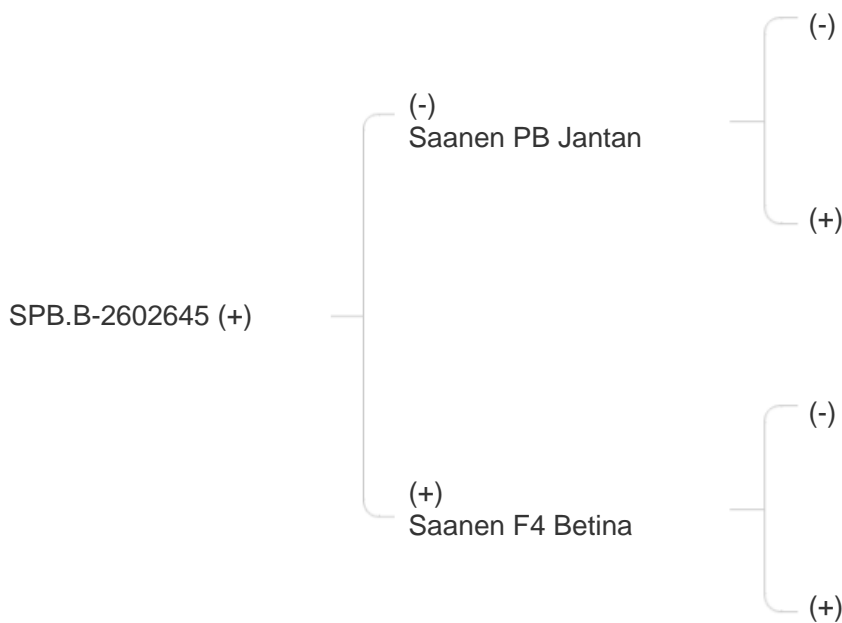 (-)
(-)
Saanen PB Jantan
(+)
SPB.B-2602645 (+)
(-)
(+)
Saanen F4 Betina
(+)